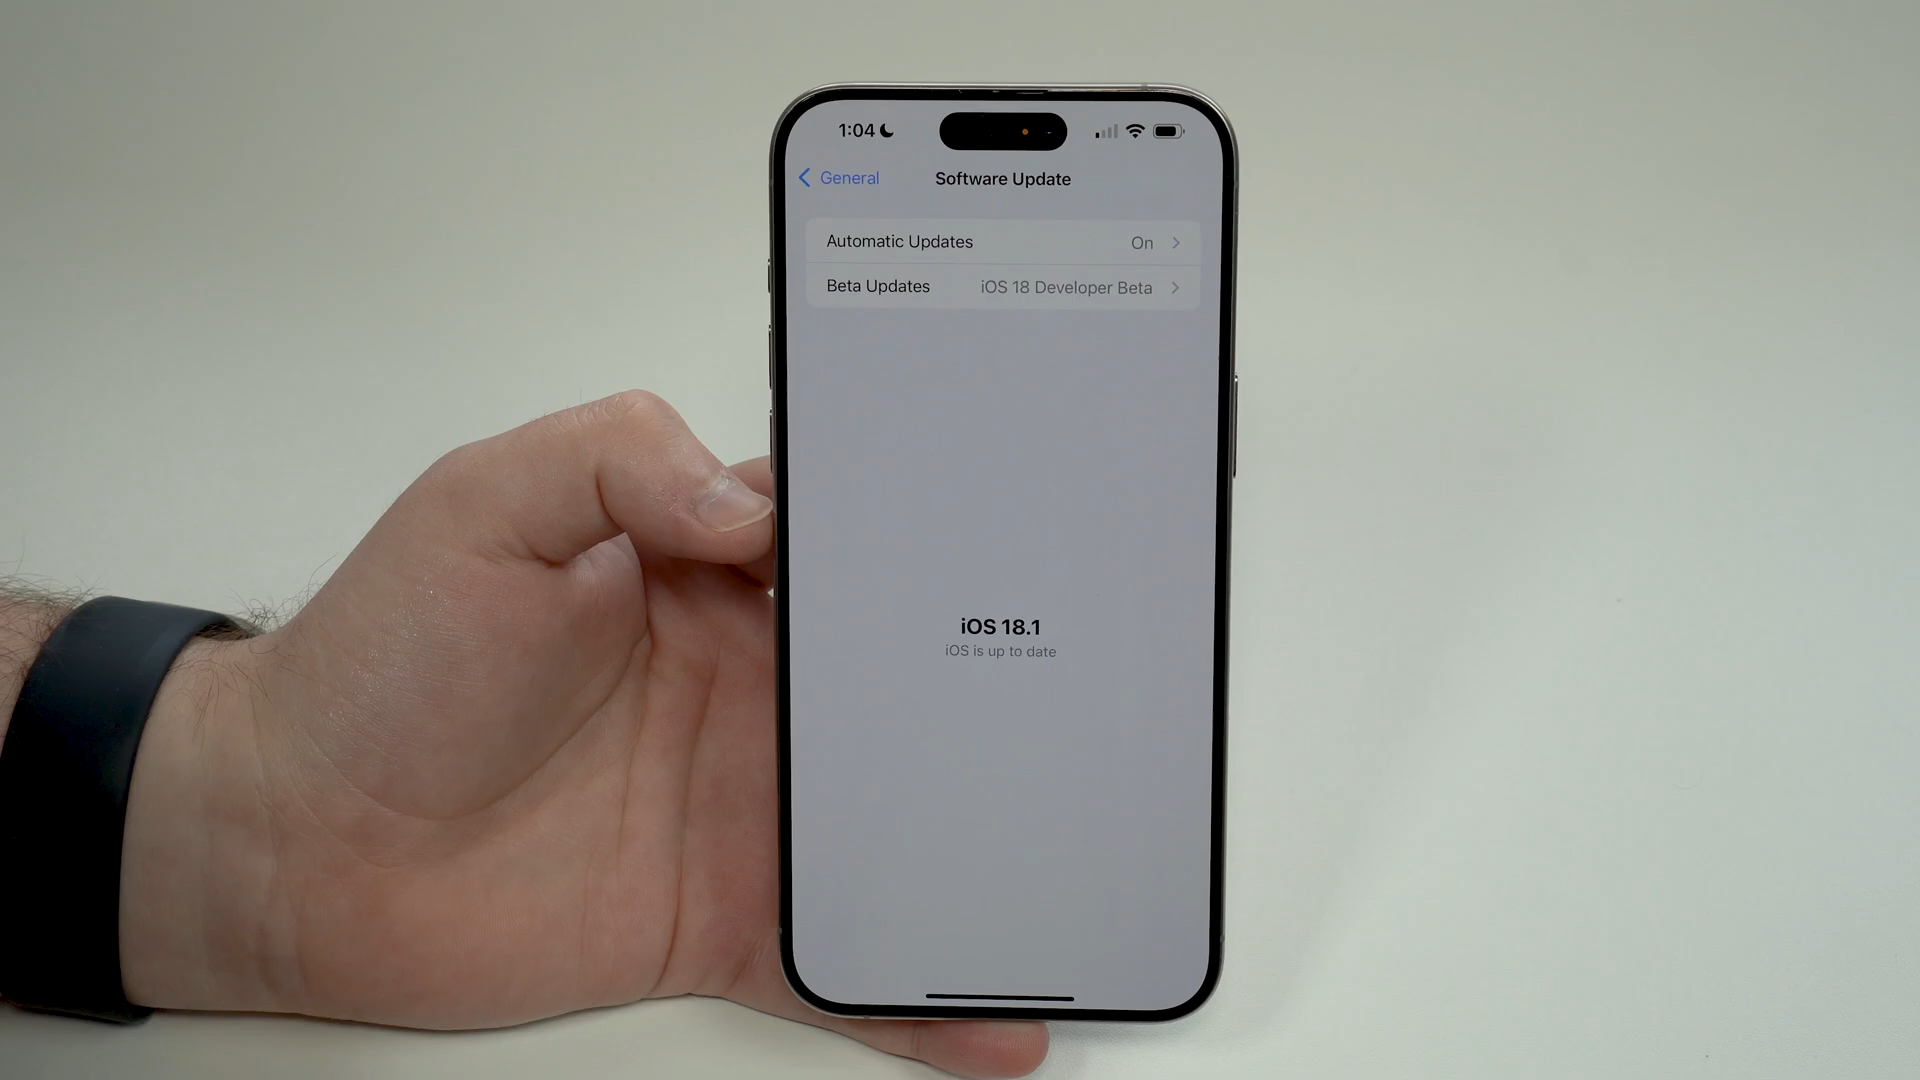 1:04
General
Software Update
Automatic Updates On
Beta Updates iOS 18 Developer Beta
iOS 18.1
iOS is up to date